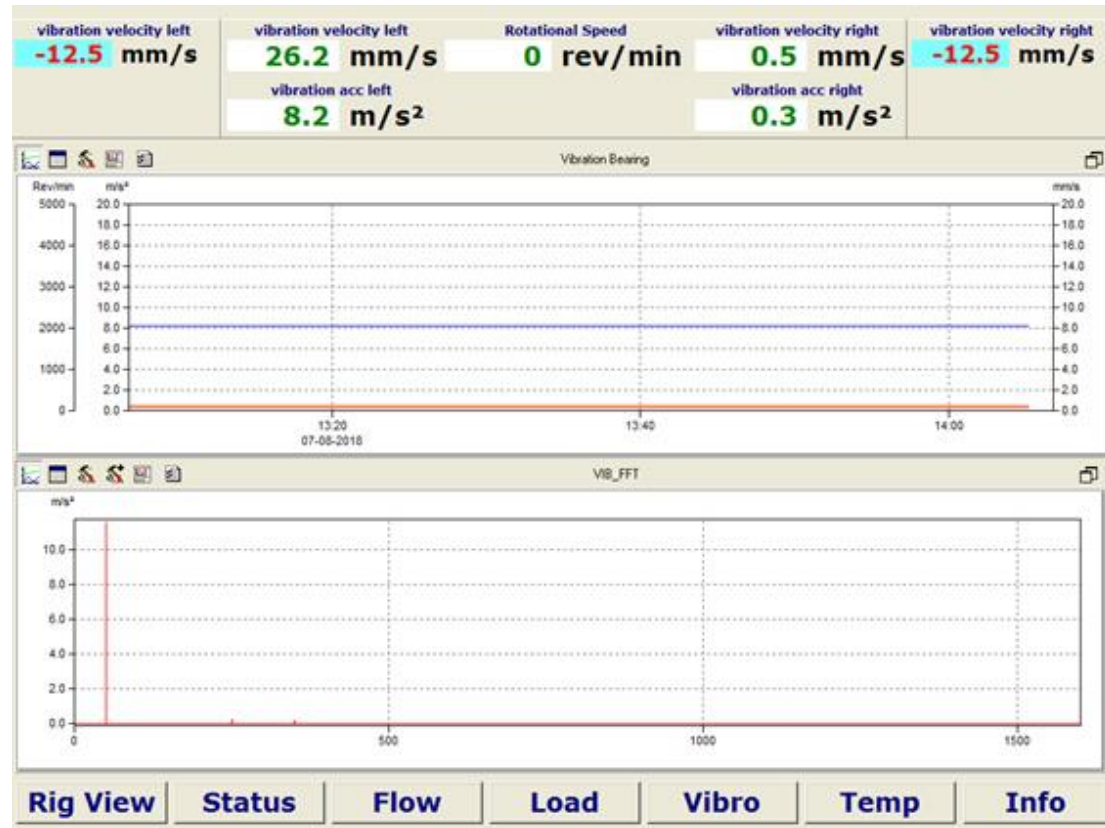 vibration velocity left
-12.5 mm/s
vibration velocity left
26.2 mm/s
Rotational Speed
0 rev/min
vibration velocity right
0.5 mm/s
vibration velocity right
-12.5 mm/s
vibration acc left
8.2 m/s²
vibration acc right
0.3 m/s²
Vibration Bearing
Rev/min m/s² mm/s
5000 20.0 20.0
18.0 18.0
4000 16.0 16.0
14.0 14.0
3000 12.0 12.0
10.0 10.0
2000 8.0 8.0
6.0 6.0
1000 4.0 4.0
2.0 2.0
0 0.0 0.0
13:20 13:40 14:00
07-08-2018
VIB_FFT
m/s²
10.0
8.0
6.0
4.0
2.0
0.0
0 500 1000 1500
Rig View Status Flow Load Vibro Temp Info